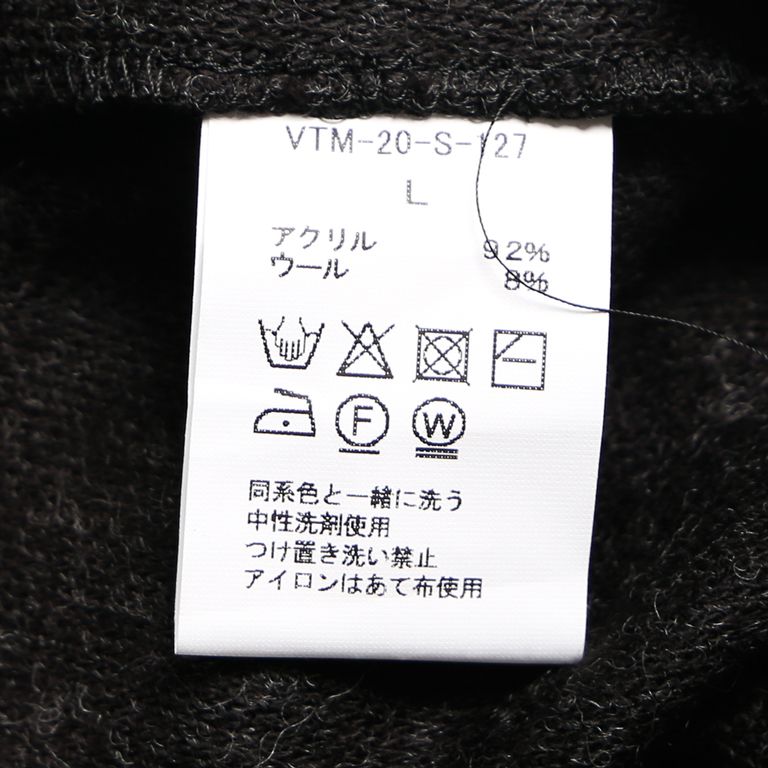 VTM-20-S-127
L
アクリル 92%
ウール 8%
F W
同系色と一緒に洗う
中性洗剤使用
つけ置き洗い禁止
アイロンはあて布使用